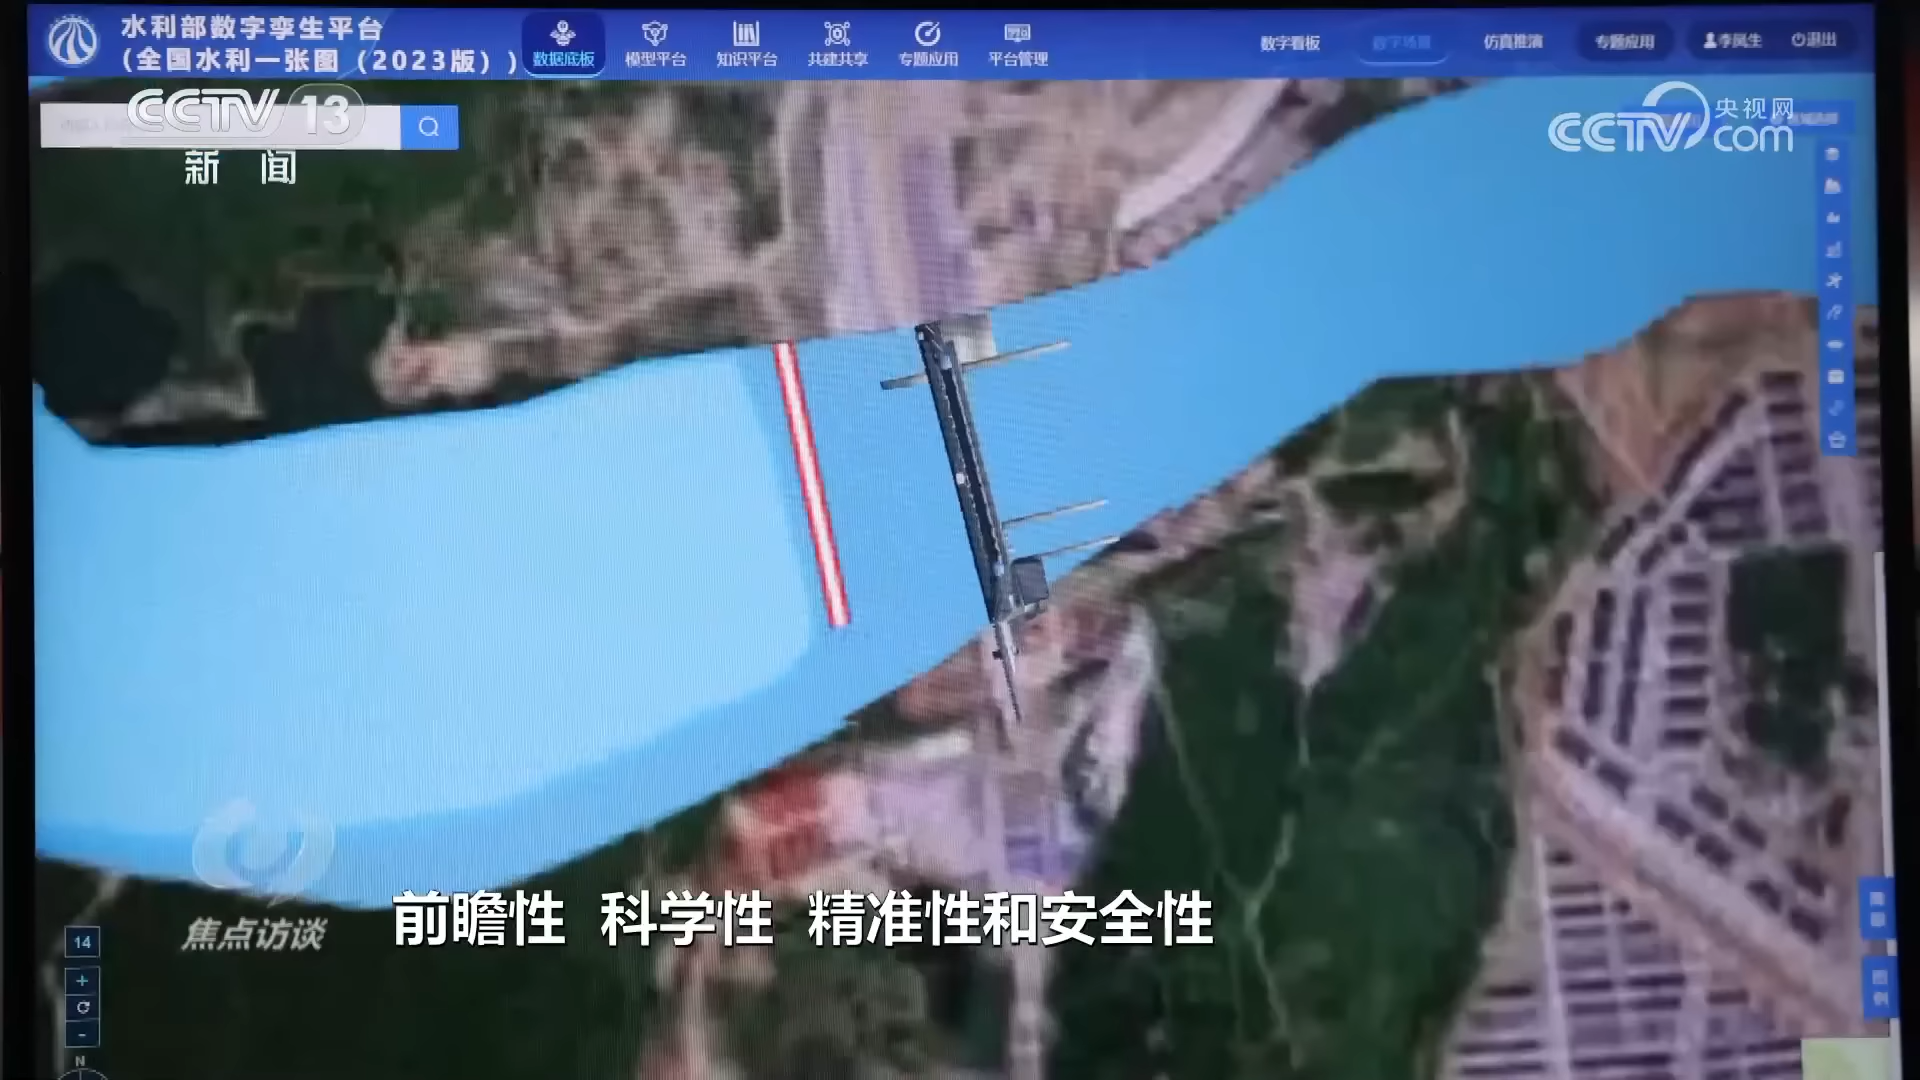 水利部数字孪生平台
(全国水利一张图（2023版）)
数据底板
模型平台
知识平台
共建共享
专题应用
平台管理
数字看板
数字场景
仿真推演
专题应用
李凤生
退出
CCTV 13
新闻
央视网
CCTV.com
焦点访谈
前瞻性 科学性 精准性和安全性
14
+
-
N